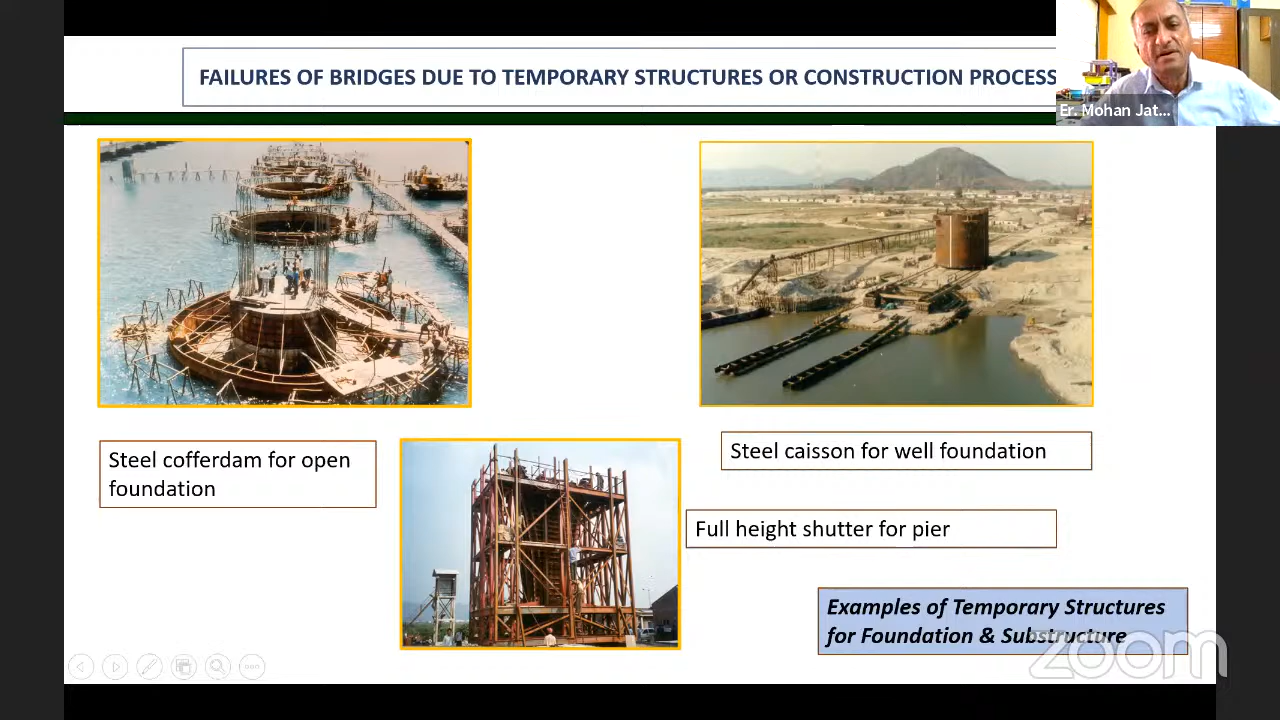 FAILURES OF BRIDGES DUE TO TEMPORARY STRUCTURES OR CONSTRUCTION PROCESS
Er. Mohan Jat...
Steel cofferdam for open
foundation
Steel caisson for well foundation
Full height shutter for pier
Examples of Temporary Structures
for Foundation & Substructure
zoom